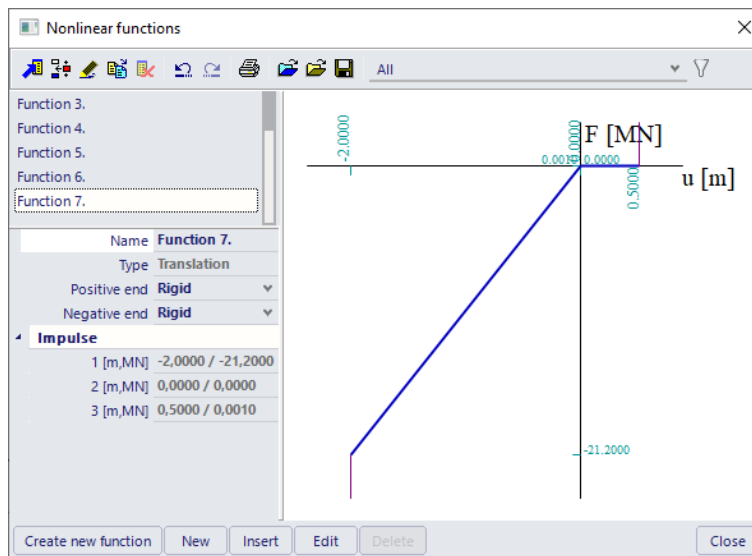 Nonlinear functions
All
Function 3.
Function 4.
Function 5.
Function 6.
Function 7.
Name Function 7.
Type Translation
Positive end Rigid
Negative end Rigid
Impulse
1 [m,MN] -2,0000 / -21,2000
2 [m,MN] 0,0000 / 0,0000
3 [m,MN] 0,5000 / 0,0010
-2.0000
F [MN]
0.0000
u [m]
0.5000
-21.2000
Create new function New Insert Edit Delete Close